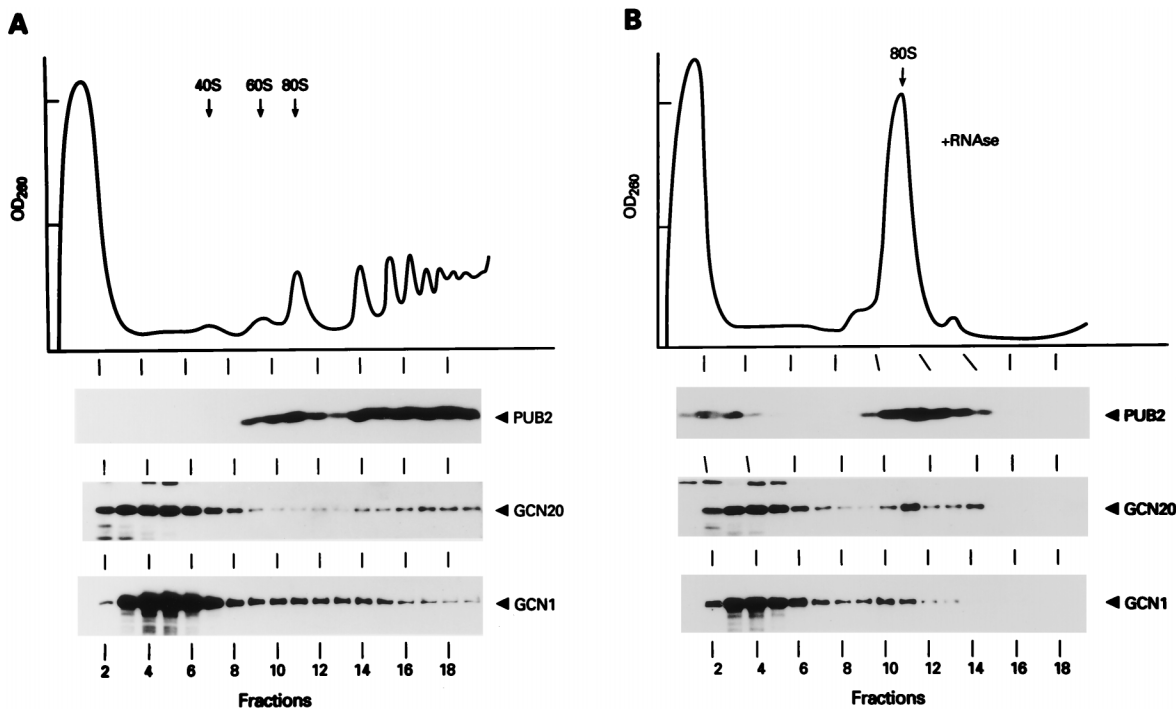 A
B
40S 60S 80S
80S
+RNAse
OD260
OD260
PUB2
PUB2
GCN20
GCN20
GCN1
GCN1
2 4 6 8 10 12 14 16 18
2 4 6 8 10 12 14 16 18
Fractions
Fractions